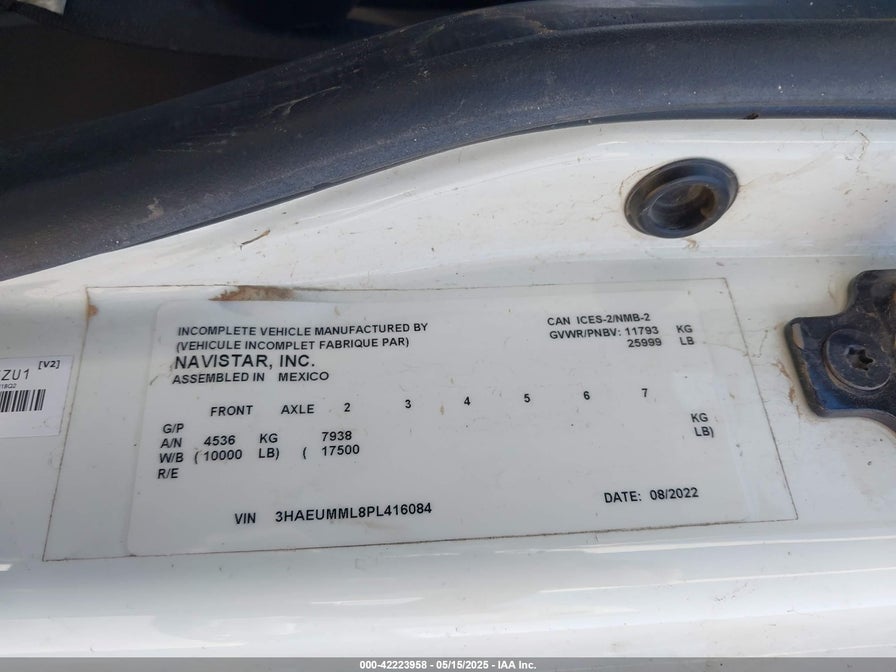 INCOMPLETE VEHICLE MANUFACTURED BY
(VEHICULE INCOMPLET FABRIQUE PAR)
NAVISTAR, INC.
ASSEMBLED IN MEXICO
CAN ICES-2/NMB-2
GVWR/PNBV: 11793 KG
25999 LB
[V2]
ZU1
18Q2
FRONT AXLE 2 3 4 5 6 7
G/P
A/N 4536 KG 7938 KG
W/B (10000 LB) ( 17500 LB)
R/E
VIN 3HAEUMML8PL416084
DATE: 08/2022
000-42223958 - 05/15/2025 - IAA Inc.